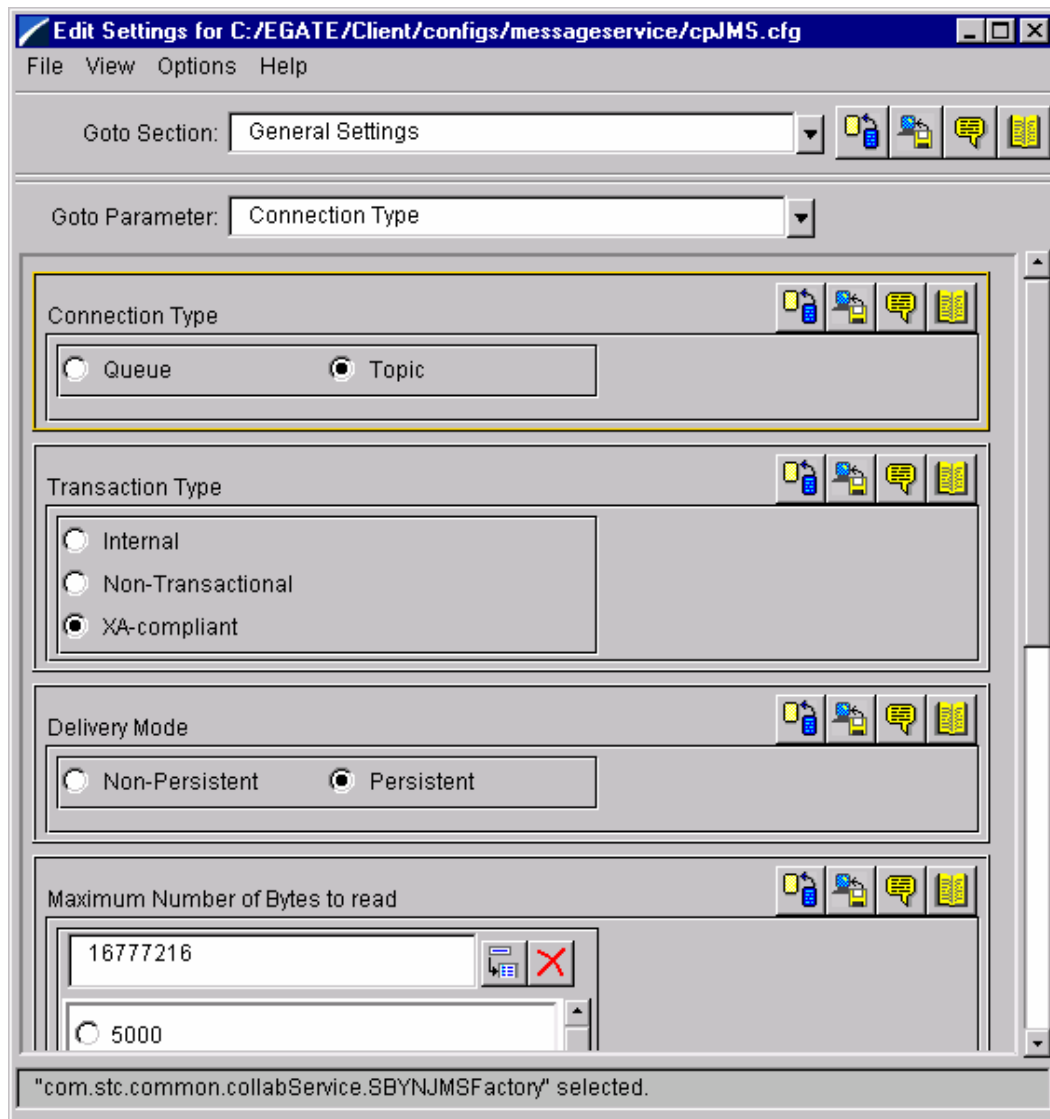 Edit Settings for C:/EGATE/Client/configs/messageservice/cpJMS.cfg
File View Options Help
Goto Section: General Settings
Goto Parameter: Connection Type
Connection Type
Queue Topic
Transaction Type
Internal
Non-Transactional
XA-compliant
Delivery Mode
Non-Persistent Persistent
Maximum Number of Bytes to read
16777216
5000
"com.stc.common.collabService.SBYNJMSFactory" selected.